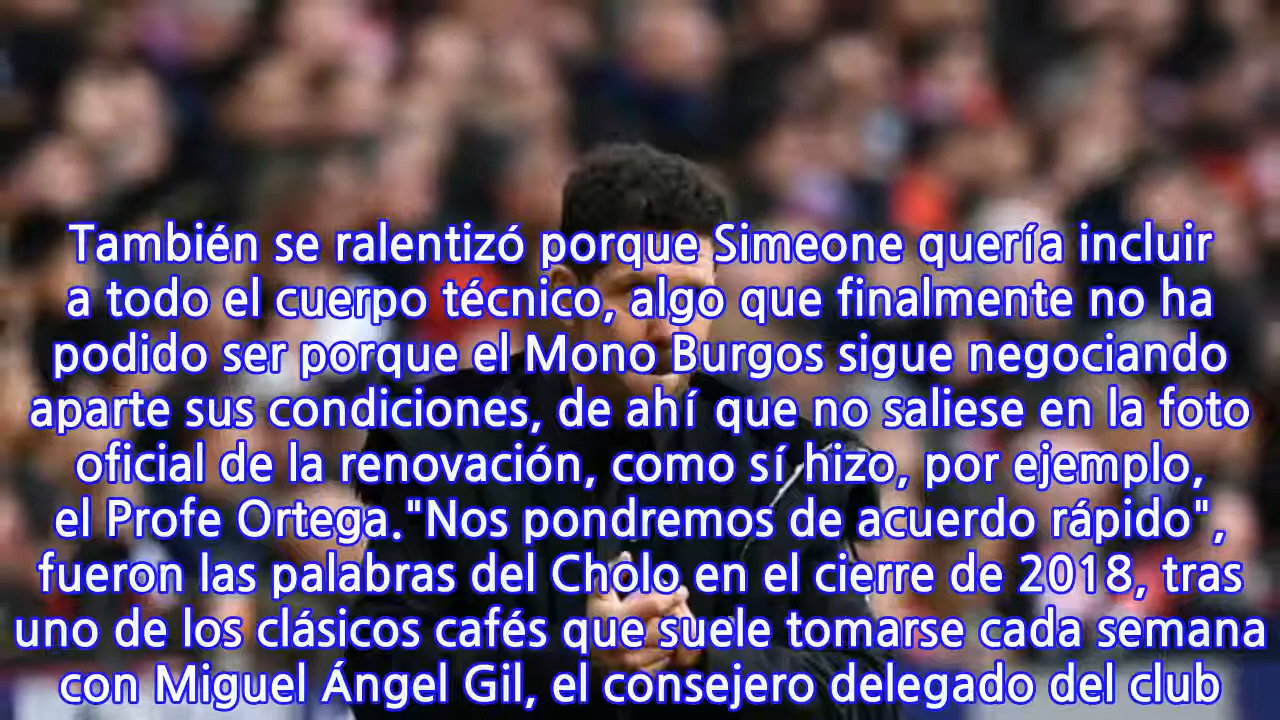 También se ralentizó porque Simeone quería incluir
a todo el cuerpo técnico, algo que finalmente no ha
podido ser porque el Mono Burgos sigue negociando
aparte sus condiciones, de ahí que no saliese en la foto
oficial de la renovación, como sí hizo, por ejemplo,
el Profe Ortega."Nos pondremos de acuerdo rápido",
fueron las palabras del Cholo en el cierre de 2018, tras
uno de los clásicos cafés que suele tomarse cada semana
con Miguel Ángel Gil, el consejero delegado del club